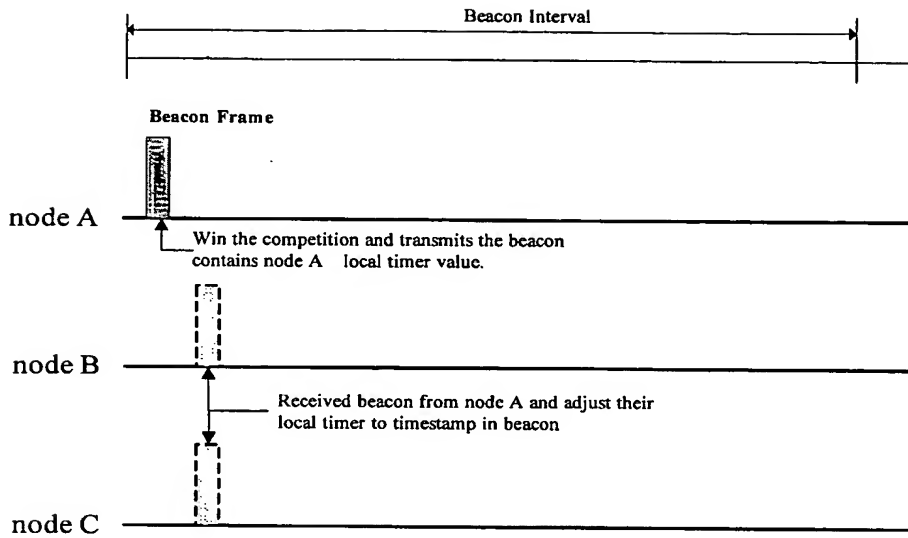 Beacon Interval
Beacon Frame
node A
Win the competition and transmits the beacon
contains node A local timer value.
node B
Received beacon from node A and adjust their
local timer to timestamp in beacon
node C